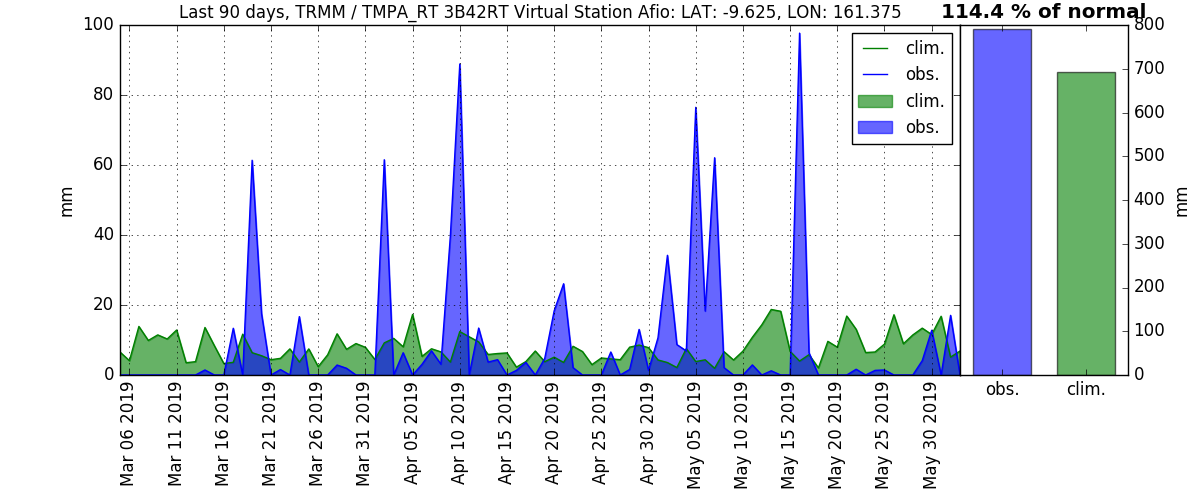 Last 90 days, TRMM / TMPA_RT 3B42RT Virtual Station Afio: LAT: -9.625, LON: 161.375
114.4 % of normal
100
80
60
40
20
0
mm
clim.
obs.
clim.
obs.
800
700
600
500
400
300
200
100
0
mm
obs.
clim.
Mar 06 2019
Mar 11 2019
Mar 16 2019
Mar 21 2019
Mar 26 2019
Mar 31 2019
Apr 05 2019
Apr 10 2019
Apr 15 2019
Apr 20 2019
Apr 25 2019
Apr 30 2019
May 05 2019
May 10 2019
May 15 2019
May 20 2019
May 25 2019
May 30 2019